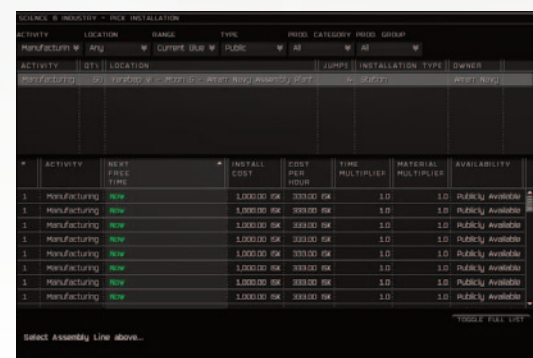 SCIENCE & INDUSTRY - PICK INSTALLATION
ACTIVITY LOCATION RANGE TYPE PROD. CATEGORY PROD. GROUP
Manufacturin Any Current Public All All
ACTIVITY QTY LOCATION JUMPS INSTALLATION TYPE OWNER
Manufacturing 50 Navy Assembly Plant 4 Station Navy
* ACTIVITY NEXT FREE TIME INSTALL COST COST PER HOUR TIME MULTIPLIER MATERIAL MULTIPLIER AVAILABILITY
1 Manufacturing Now 1,000.00 ISK 333.00 ISK 1.0 1.0 Publicly Available
1 Manufacturing Now 1,000.00 ISK 333.00 ISK 1.0 1.0 Publicly Available
1 Manufacturing Now 1,000.00 ISK 333.00 ISK 1.0 1.0 Publicly Available
1 Manufacturing Now 1,000.00 ISK 333.00 ISK 1.0 1.0 Publicly Available
1 Manufacturing Now 1,000.00 ISK 333.00 ISK 1.0 1.0 Publicly Available
1 Manufacturing Now 1,000.00 ISK 333.00 ISK 1.0 1.0 Publicly Available
1 Manufacturing Now 1,000.00 ISK 333.00 ISK 1.0 1.0 Publicly Available
1 Manufacturing Now 1,000.00 ISK 333.00 ISK 1.0 1.0 Publicly Available
TOGGLE FULL LIST
Select Assembly Line above...